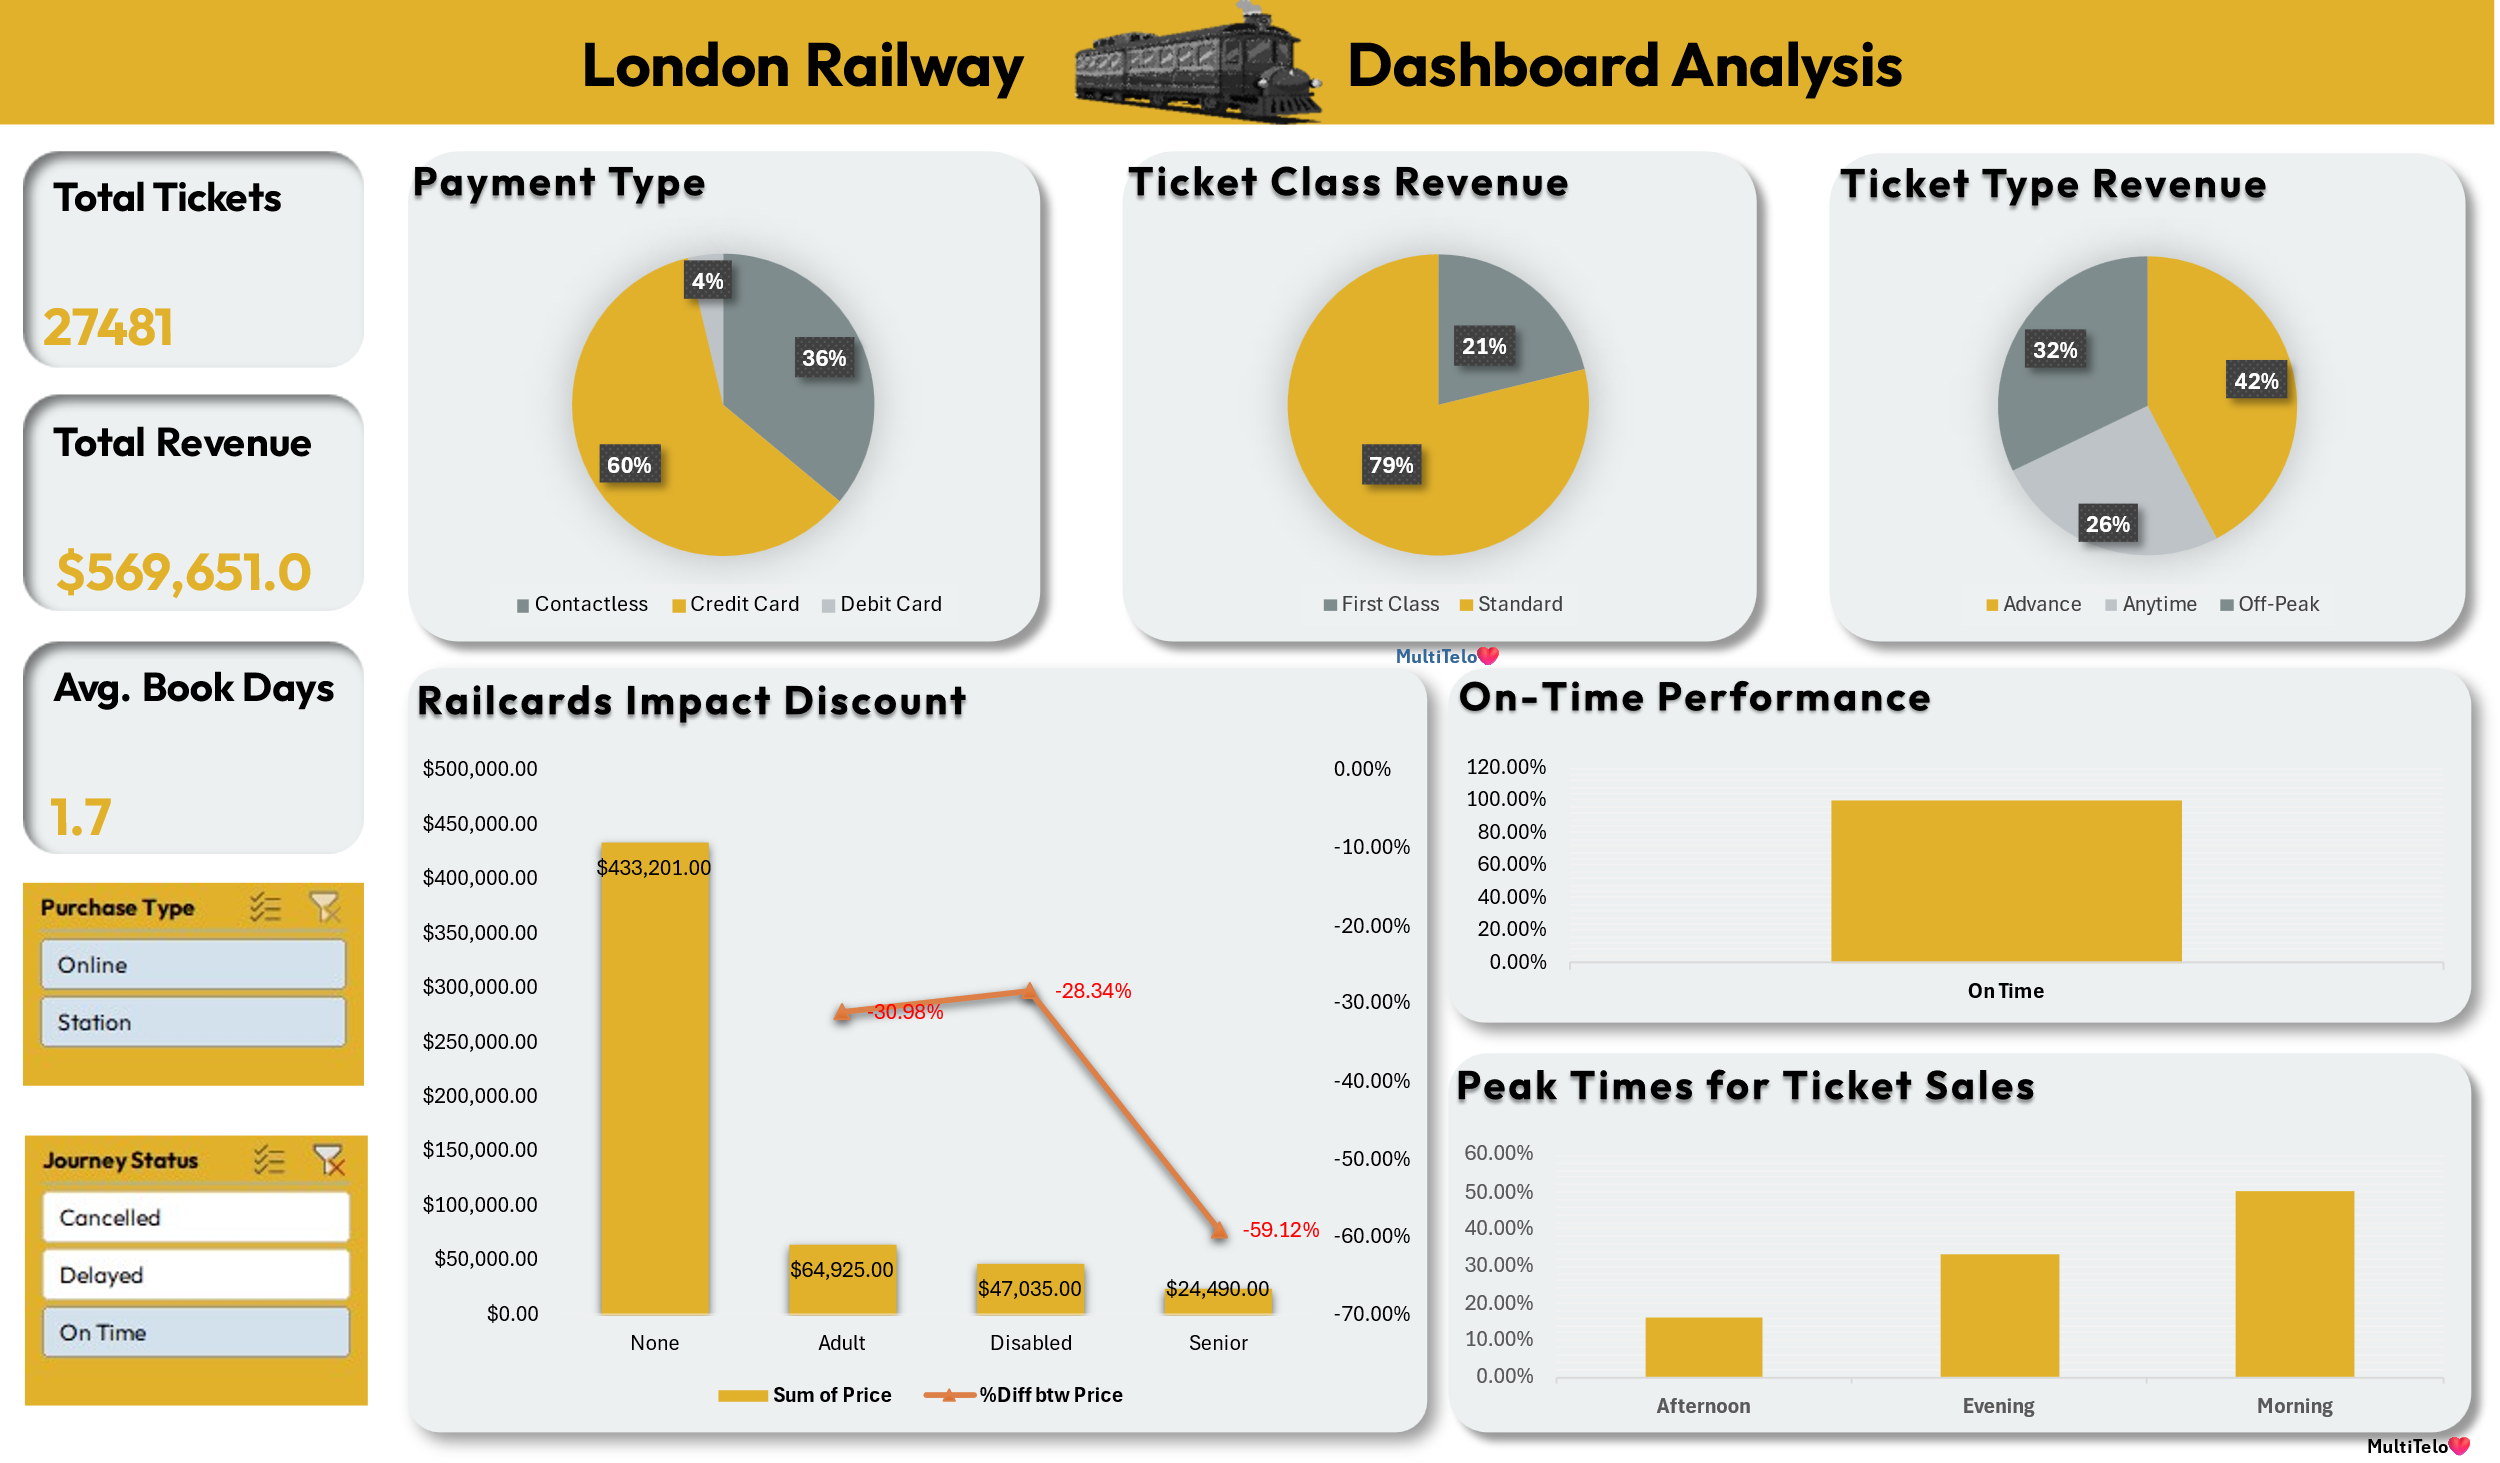 London Railway Dashboard Analysis
Total Tickets
27481
Total Revenue
$569,651.0
Avg. Book Days
1.7
Purchase Type
Online
Station
Journey Status
Cancelled
Delayed
On Time
Payment Type
4%
36%
60%
Contactless Credit Card Debit Card
Ticket Class Revenue
21%
79%
First Class Standard
MultiTelo
Ticket Type Revenue
32%
42%
26%
Advance Anytime Off-Peak
Railcards Impact Discount
$500,000.00
$450,000.00
$400,000.00
$350,000.00
$300,000.00
$250,000.00
$200,000.00
$150,000.00
$100,000.00
$50,000.00
$0.00
0.00%
-10.00%
-20.00%
-30.00%
-40.00%
-50.00%
-60.00%
-70.00%
$433,201.00
$64,925.00
$47,035.00
$24,490.00
-30.98%
-28.34%
-59.12%
None Adult Disabled Senior
Sum of Price %Diff btw Price
On-Time Performance
120.00%
100.00%
80.00%
60.00%
40.00%
20.00%
0.00%
On Time
Peak Times for Ticket Sales
60.00%
50.00%
40.00%
30.00%
20.00%
10.00%
0.00%
Afternoon Evening Morning
MultiTelo